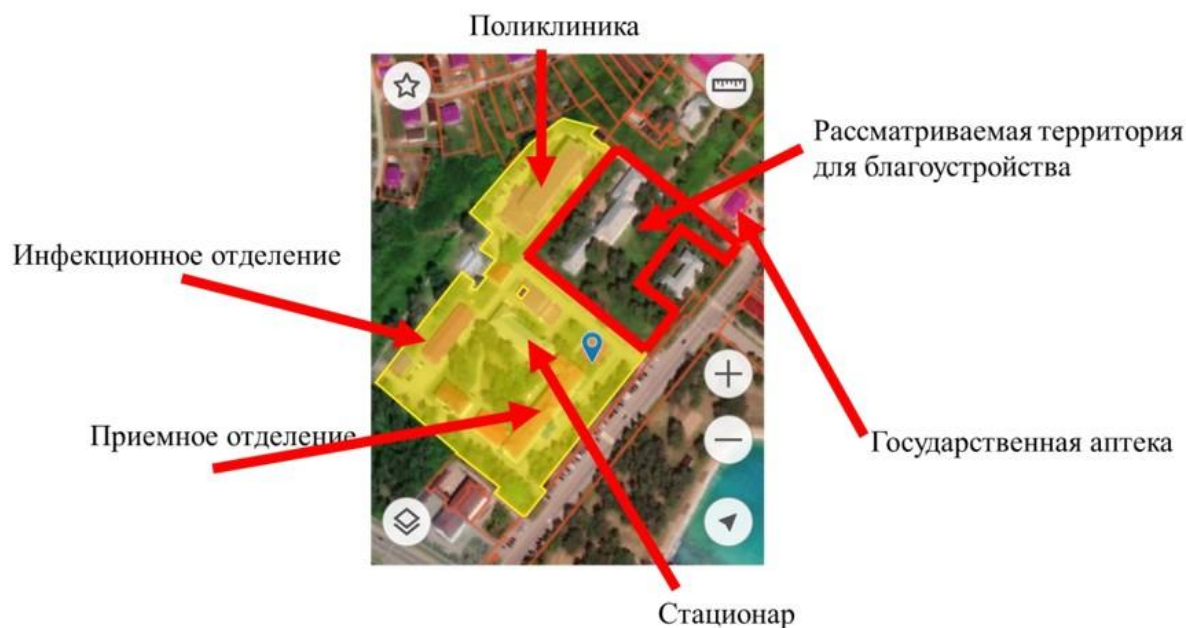 Поликлиника
Рассматриваемая территория
для благоустройства
Инфекционное отделение
Приемное отделение
Государственная аптека
Стационар